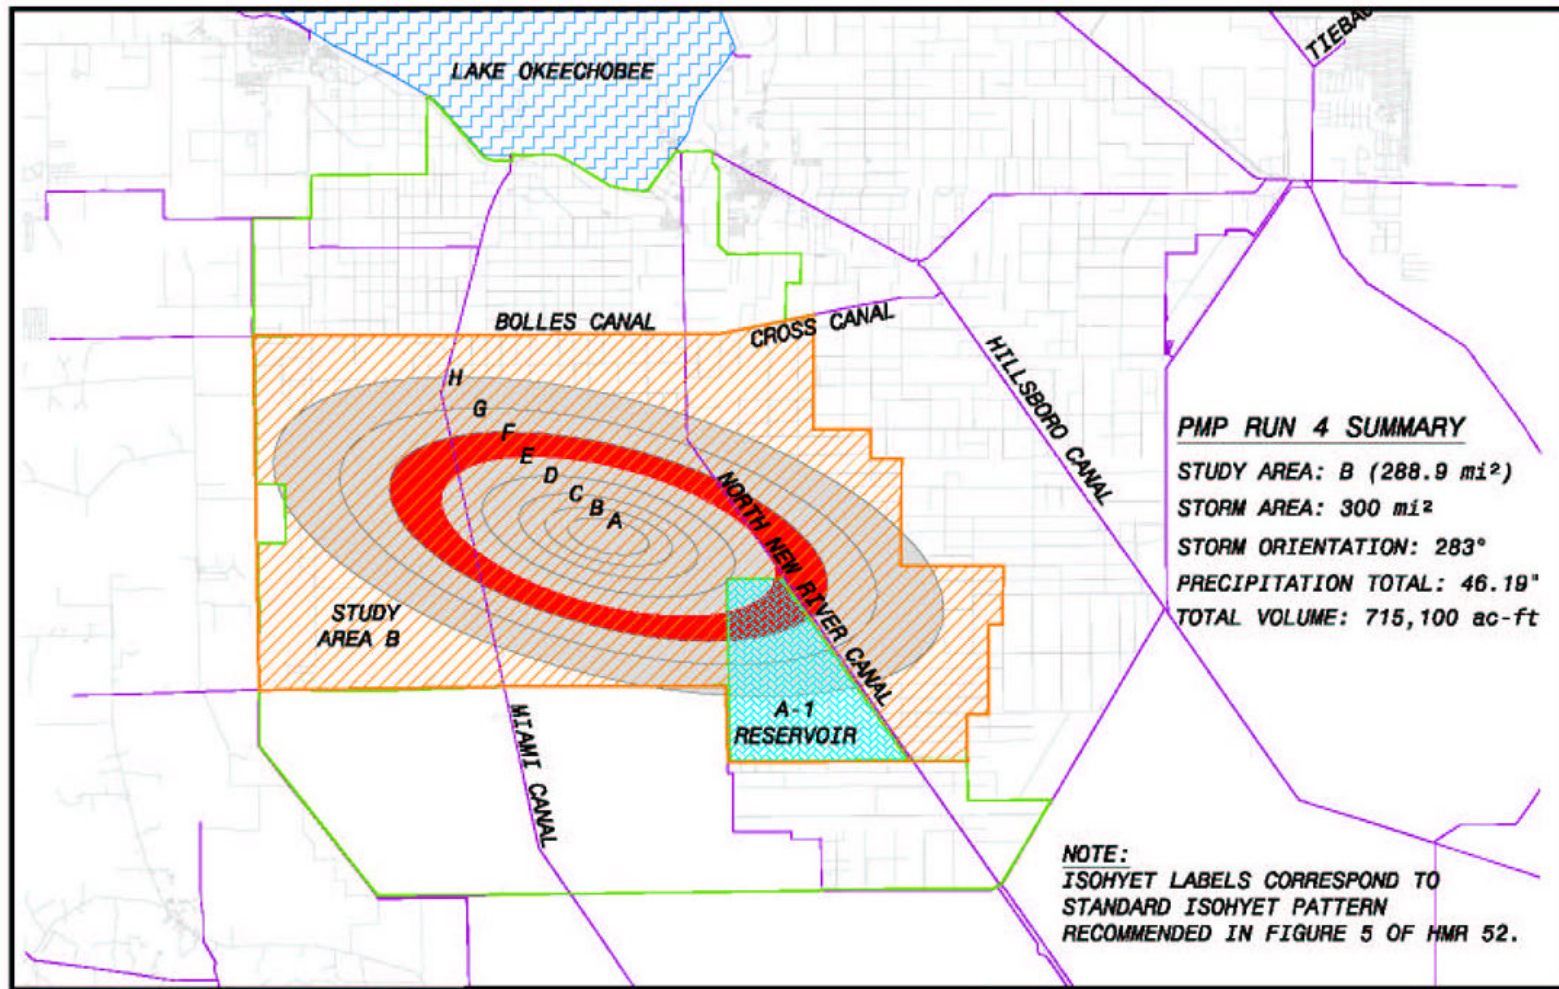 LAKE OKEECHOBEE
BOLLES CANAL
CROSS CANAL
HILLSBORO CANAL
H
G
F
E
D
C
B
A
NORTH NEW RIVER CANAL
STUDY
AREA B
MIAMI CANAL
A-1
RESERVOIR
PMP RUN 4 SUMMARY
STUDY AREA: B (288.9 mi²)
STORM AREA: 300 mi²
STORM ORIENTATION: 283°
PRECIPITATION TOTAL: 46.19"
TOTAL VOLUME: 715,100 ac-ft
NOTE:
ISOHYET LABELS CORRESPOND TO
STANDARD ISOHYET PATTERN
RECOMMENDED IN FIGURE 5 OF HMR 52.